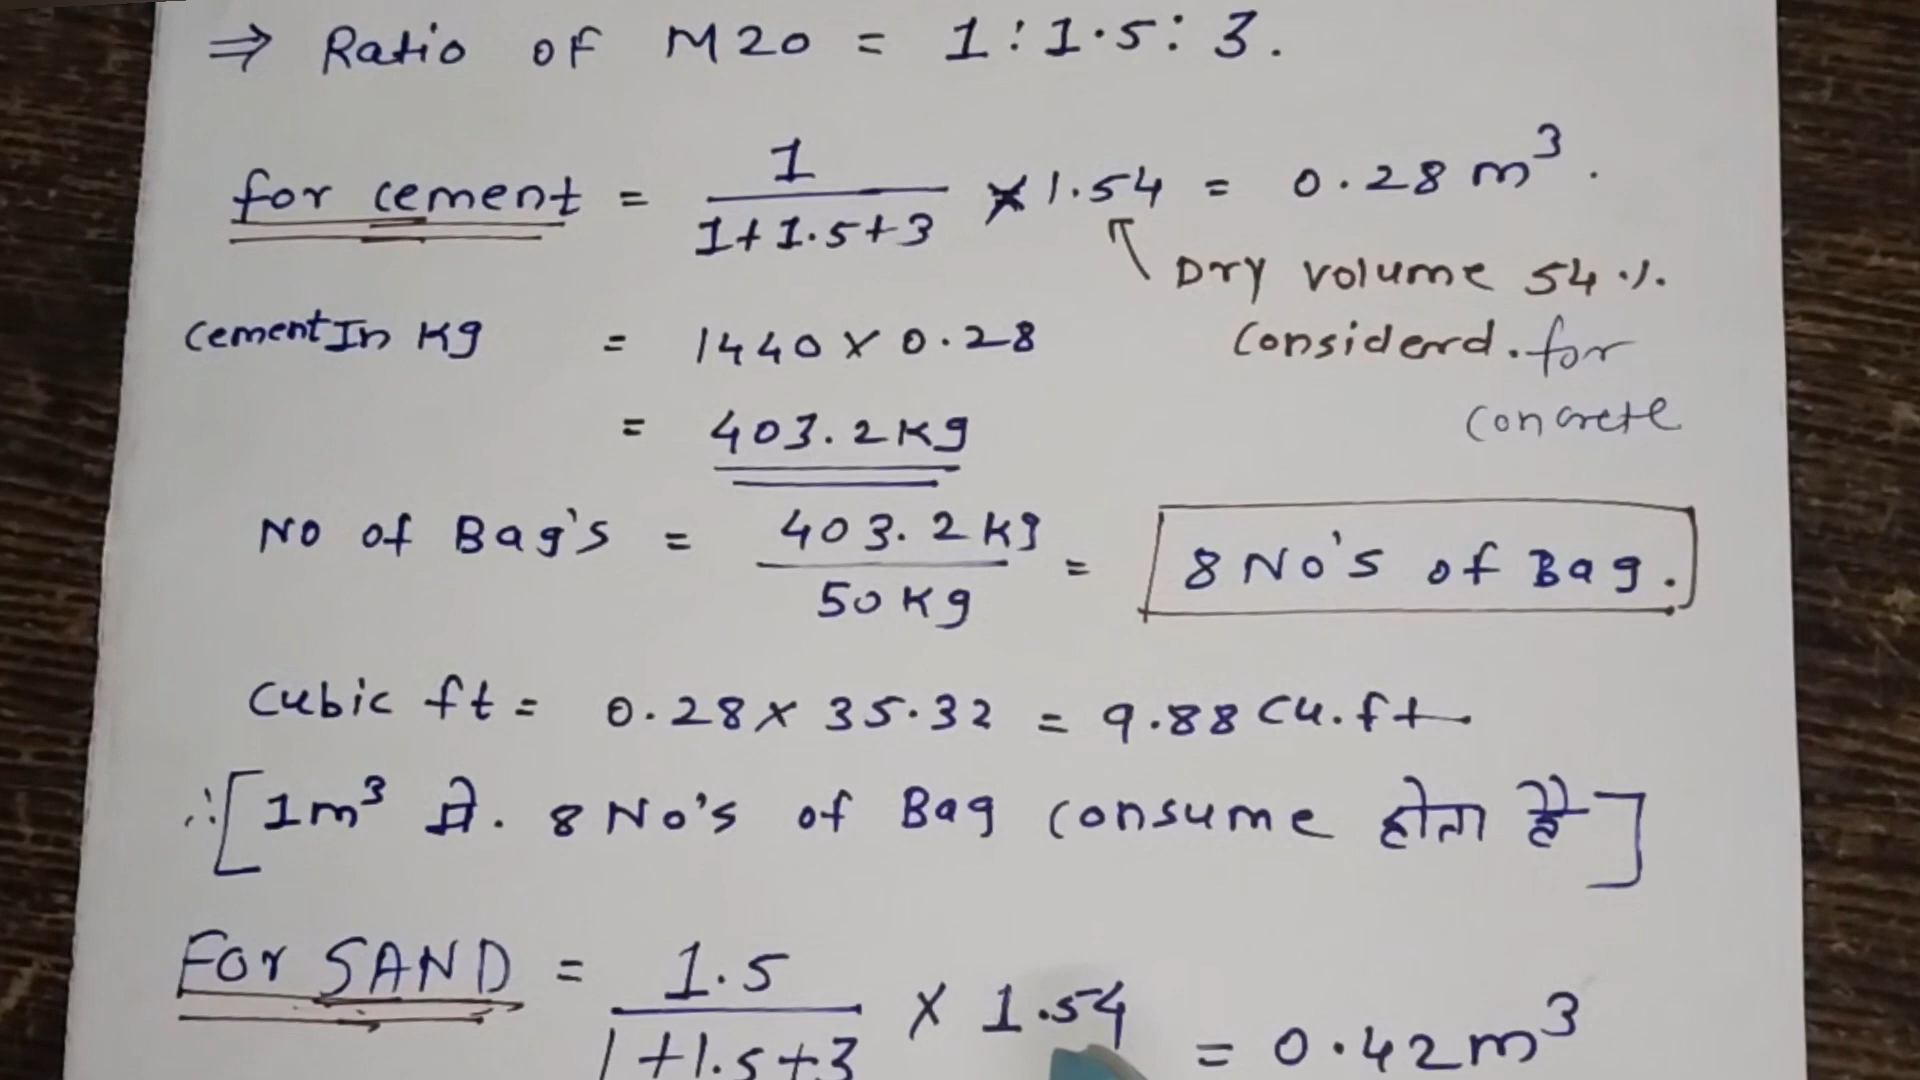 ⇒ Ratio of M20 = 1:1.5:3.
for cement = 1/(1+1.5+3) × 1.54 = 0.28 m³.
Dry volume 54 %.
cement In Kg = 1440 × 0.28
Considerd. for
concrete
= 403.2 Kg
No of Bag's = 403.2 Kg / 50 Kg = 8 No's of Bag.
Cubic ft = 0.28 × 35.32 = 9.88 Cu.ft.
∴ [1m³ मे. 8 No's of Bag consume होता है]
For SAND = 1.5/(1+1.5+3) × 1.54 = 0.42 m³